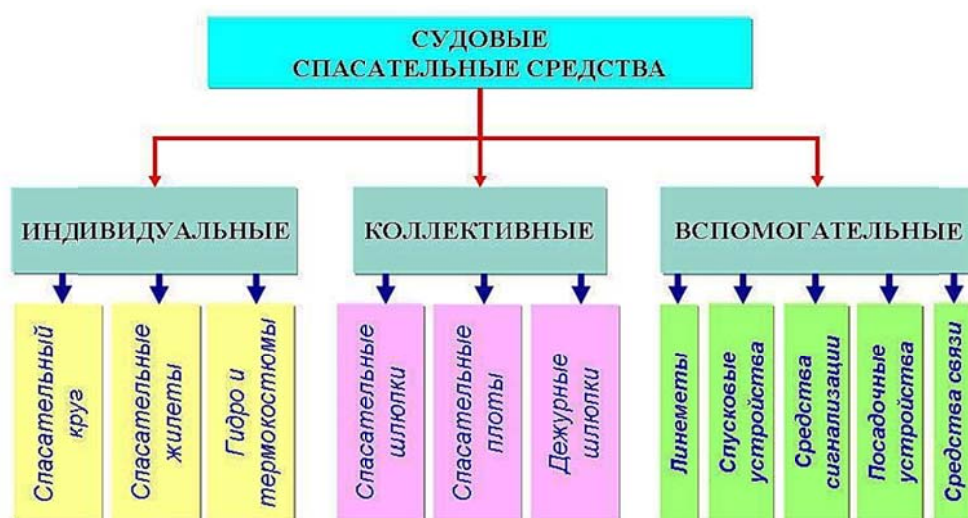 СУДОВЫЕ
СПАСАТЕЛЬНЫЕ СРЕДСТВА
ИНДИВИДУАЛЬНЫЕ
КОЛЛЕКТИВНЫЕ
ВСПОМОГАТЕЛЬНЫЕ
Спасательный
круг
Спасательные
жилеты
Гидро и
термокостюмы
Спасательные
шлюпки
Спасательные
плоты
Дежурные
шлюпки
Линеметы
Спусковые
устройства
Средства
сигнализации
Посадочные
устройства
Средства связи